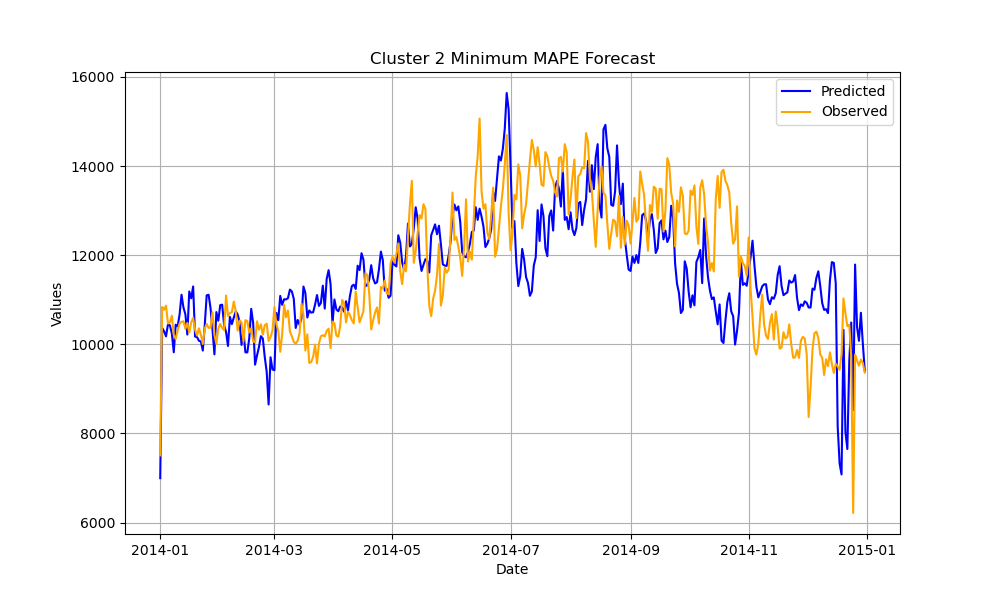 Cluster 2 Minimum MAPE Forecast
Predicted
Observed
Values
16000
14000
12000
10000
8000
6000
2014-01
2014-03
2014-05
2014-07
2014-09
2014-11
2015-01
Date